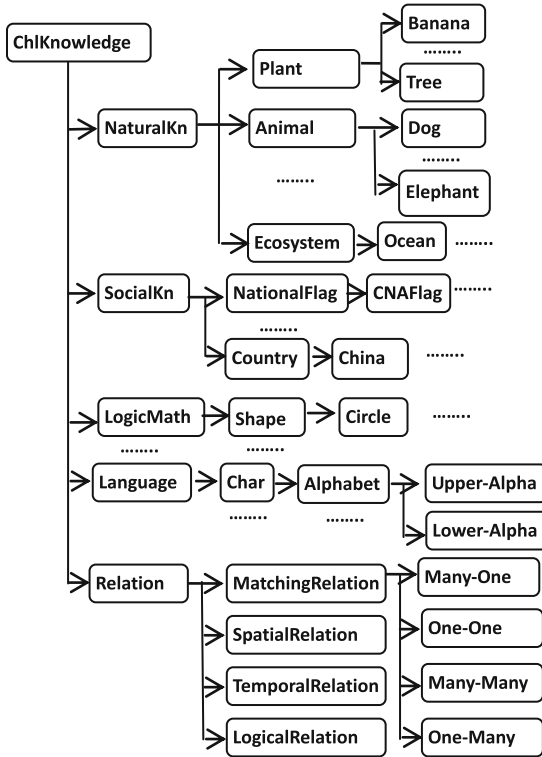 ChlKnowledge
Banana
........
Plant
Tree
NaturalKn
Animal
Dog
........
........
Elephant
Ecosystem
Ocean
........
SocialKn
NationalFlag
CNAFlag
........
........
Country
China
........
LogicMath
Shape
Circle
........
........
........
Language
Char
Alphabet
Upper-Alpha
........
........
Lower-Alpha
Relation
MatchingRelation
Many-One
SpatialRelation
One-One
TemporalRelation
Many-Many
LogicalRelation
One-Many